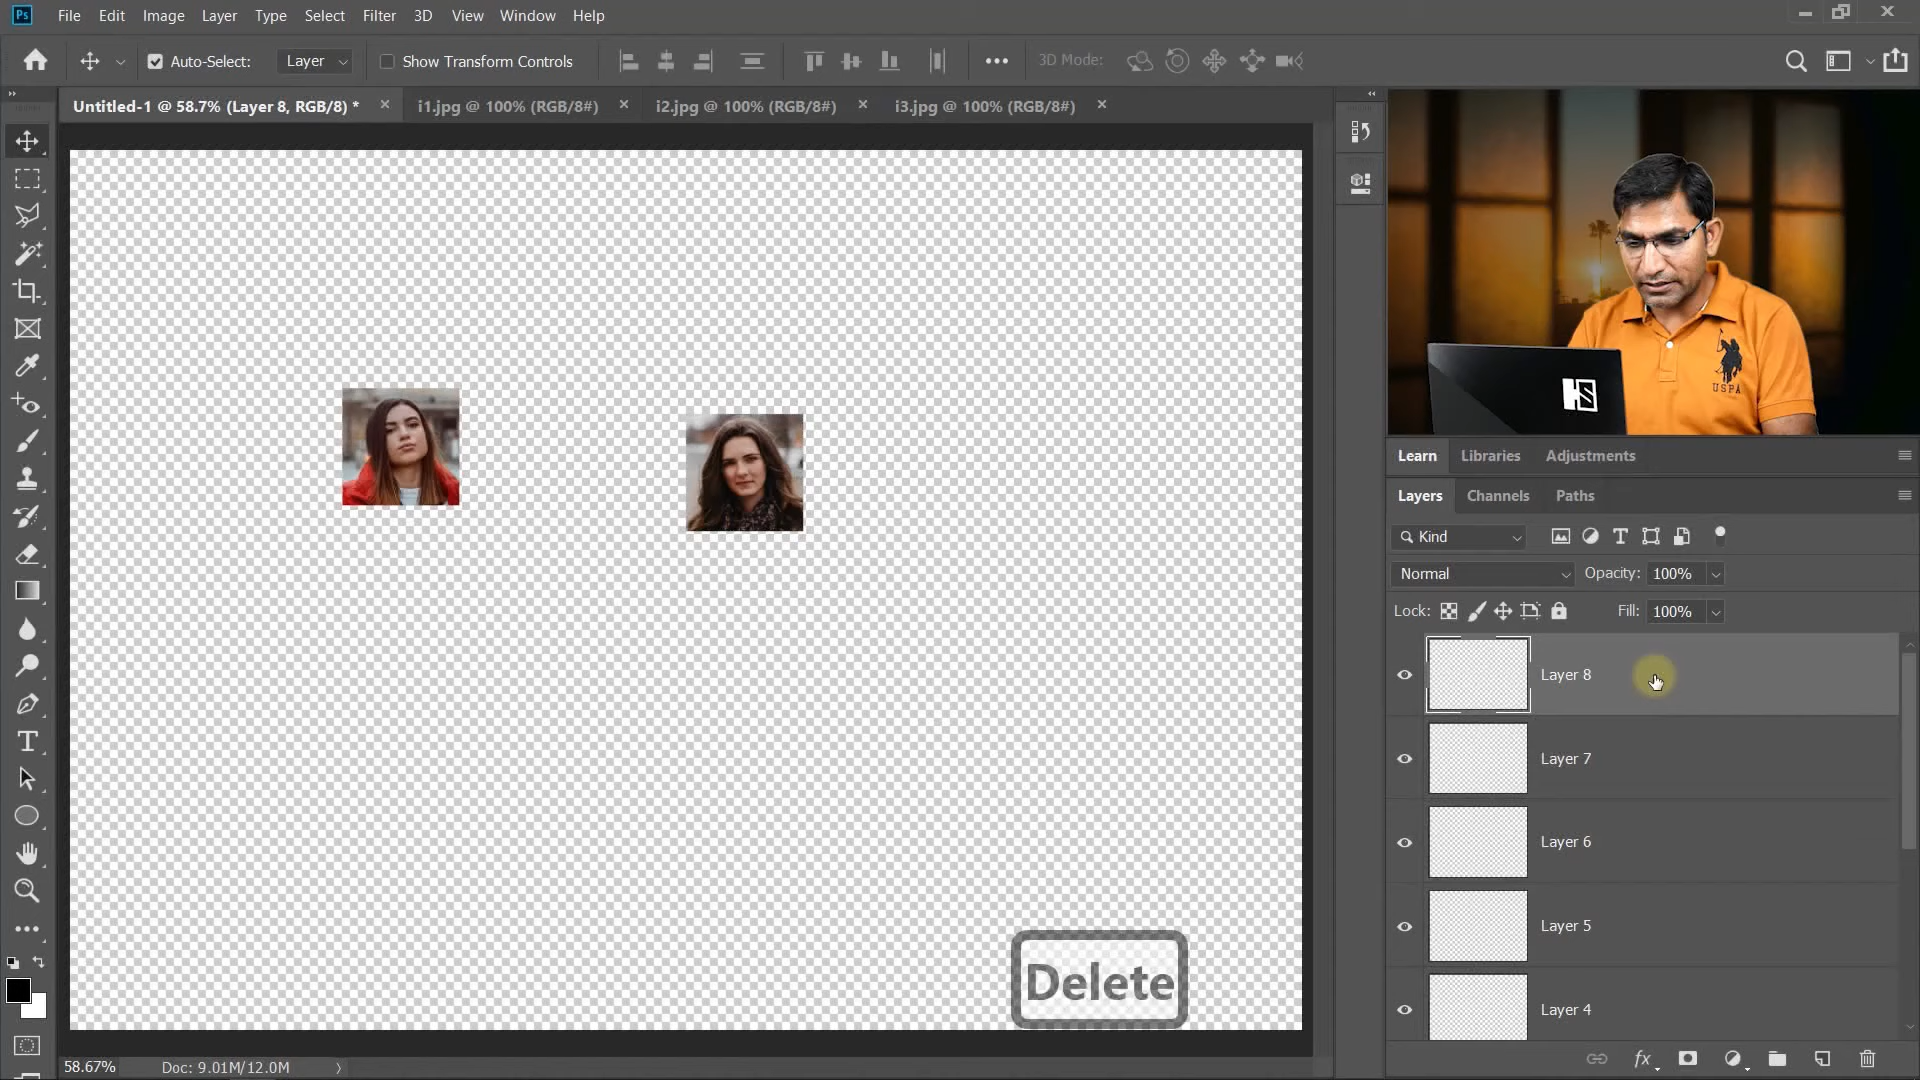 Ps File Edit Image Layer Type Select Filter 3D View Window Help
Auto-Select: Layer Show Transform Controls 3D Mode:
Untitled-1 @ 58.7% (Layer 8, RGB/8) * i1.jpg @ 100% (RGB/8#) i2.jpg @ 100% (RGB/8#) i3.jpg @ 100% (RGB/8#)
USPA
HS
Learn Libraries Adjustments
Layers Channels Paths
Kind
Normal Opacity: 100%
Lock: Fill: 100%
Layer 8
Layer 7
Layer 6
Layer 5
Layer 4
fx
Delete
58.67% Doc: 9.01M/12.0M